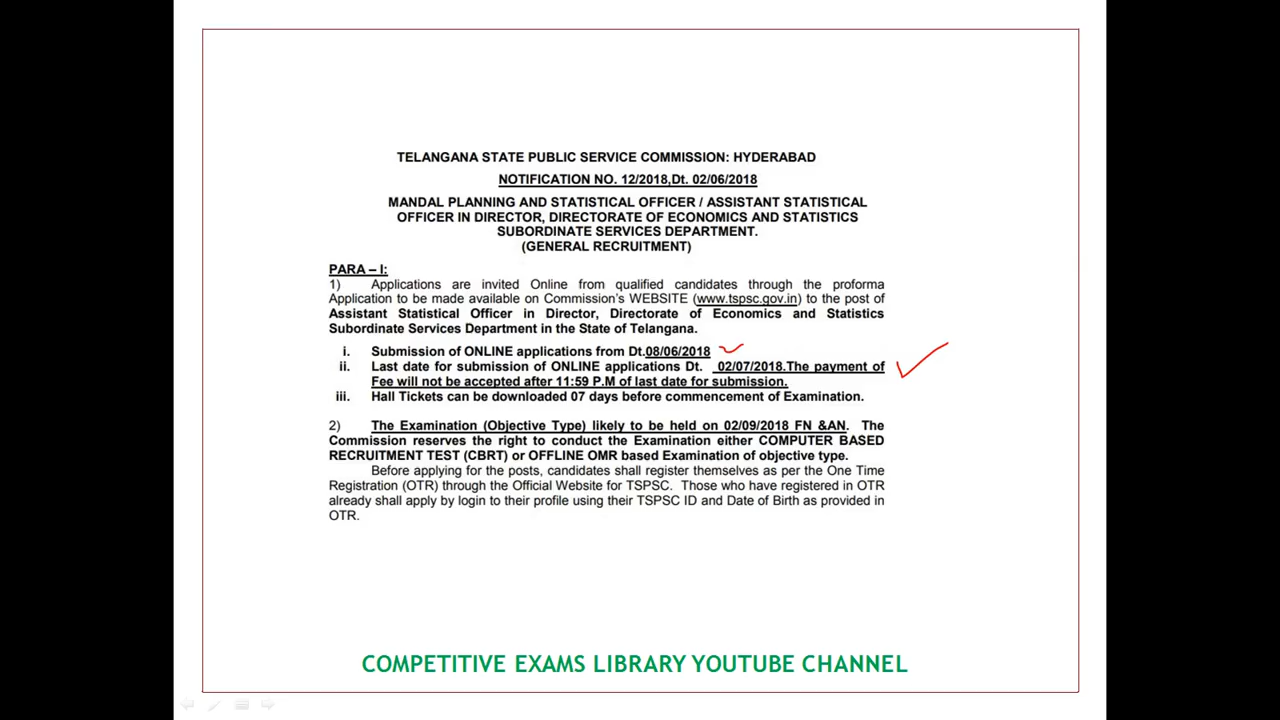 TELANGANA STATE PUBLIC SERVICE COMMISSION: HYDERABAD
NOTIFICATION NO. 12/2018,Dt. 02/06/2018
MANDAL PLANNING AND STATISTICAL OFFICER / ASSISTANT STATISTICAL
OFFICER IN DIRECTOR, DIRECTORATE OF ECONOMICS AND STATISTICS
SUBORDINATE SERVICES DEPARTMENT.
(GENERAL RECRUITMENT)
PARA – I:
1) Applications are invited Online from qualified candidates through the proforma
Application to be made available on Commission's WEBSITE (www.tspsc.gov.in) to the post of
Assistant Statistical Officer in Director, Directorate of Economics and Statistics
Subordinate Services Department in the State of Telangana.
i. Submission of ONLINE applications from Dt.08/06/2018
ii. Last date for submission of ONLINE applications Dt. 02/07/2018.The payment of
Fee will not be accepted after 11:59 P.M of last date for submission.
iii. Hall Tickets can be downloaded 07 days before commencement of Examination.
2) The Examination (Objective Type) likely to be held on 02/09/2018 FN &AN. The
Commission reserves the right to conduct the Examination either COMPUTER BASED
RECRUITMENT TEST (CBRT) or OFFLINE OMR based Examination of objective type.
Before applying for the posts, candidates shall register themselves as per the One Time
Registration (OTR) through the Official Website for TSPSC. Those who have registered in OTR
already shall apply by login to their profile using their TSPSC ID and Date of Birth as provided in
OTR.
COMPETITIVE EXAMS LIBRARY YOUTUBE CHANNEL